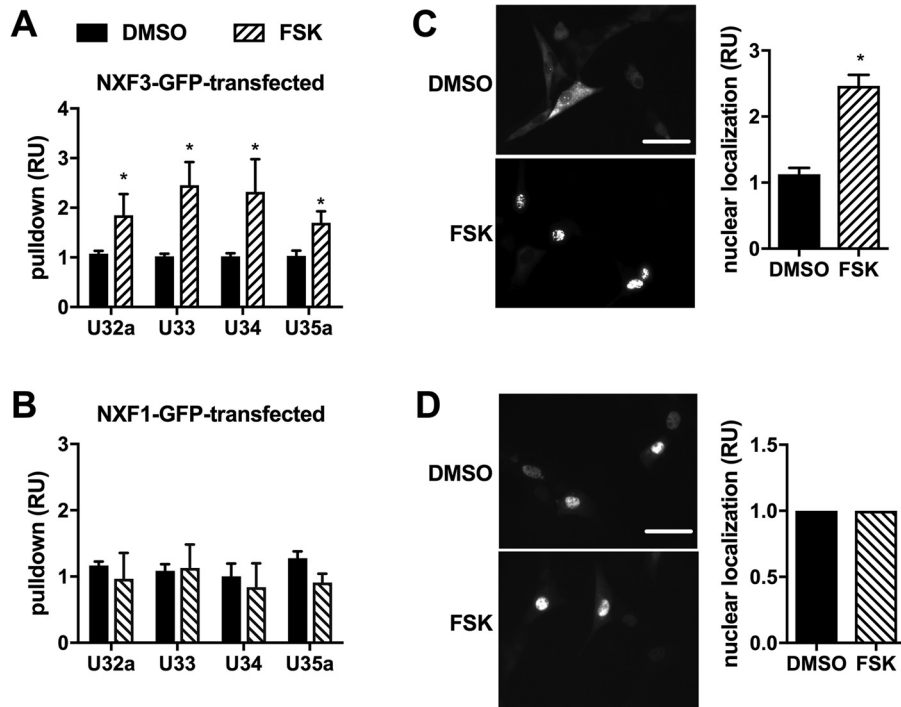 A
DMSO
FSK
NXF3-GFP-transfected
pulldown (RU)
4
3
2
1
0
*
*
*
*
U32a
U33
U34
U35a
B
NXF1-GFP-transfected
pulldown (RU)
3
2
1
0
U32a
U33
U34
U35a
C
DMSO
FSK
nuclear localization (RU)
3
2
1
0
*
DMSO
FSK
D
DMSO
FSK
nuclear localization (RU)
1.5
1.0
0.5
0.0
DMSO
FSK